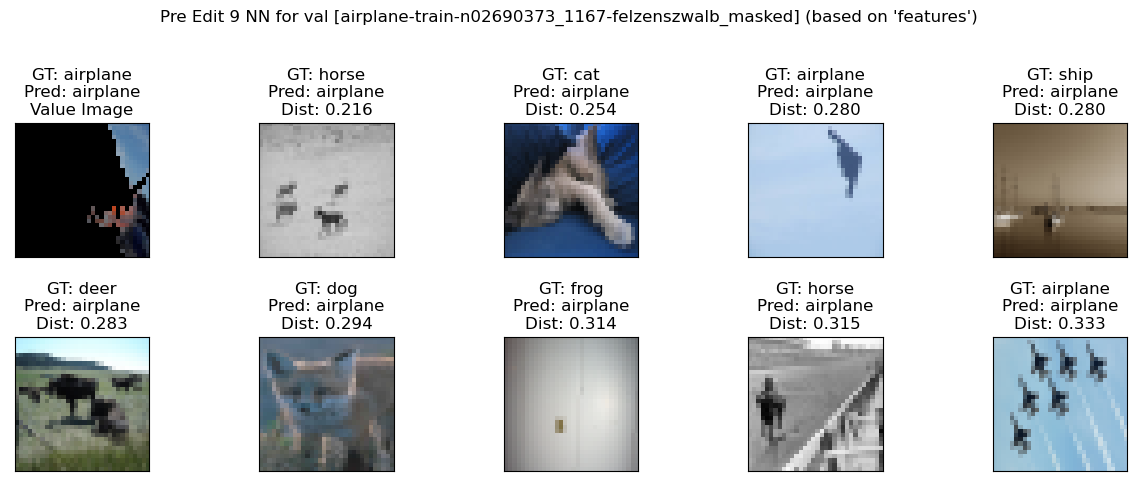 Pre Edit 9 NN for val [airplane-train-n02690373_1167-felzenszwalb_masked] (based on 'features')
GT: airplane
Pred: airplane
Value Image
GT: horse
Pred: airplane
Dist: 0.216
GT: cat
Pred: airplane
Dist: 0.254
GT: airplane
Pred: airplane
Dist: 0.280
GT: ship
Pred: airplane
Dist: 0.280
GT: deer
Pred: airplane
Dist: 0.283
GT: dog
Pred: airplane
Dist: 0.294
GT: frog
Pred: airplane
Dist: 0.314
GT: horse
Pred: airplane
Dist: 0.315
GT: airplane
Pred: airplane
Dist: 0.333